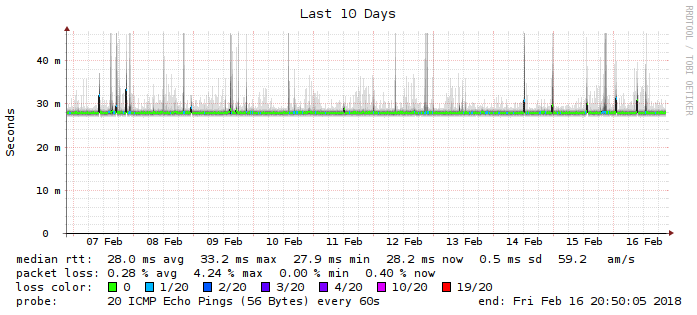 Last 10 Days
RRDTOOL / TOBI OETIKER
Seconds
40 m
30 m
20 m
10 m
0
07 Feb 08 Feb 09 Feb 10 Feb 11 Feb 12 Feb 13 Feb 14 Feb 15 Feb 16 Feb
median rtt: 28.0 ms avg 33.2 ms max 27.9 ms min 28.2 ms now 0.5 ms sd 59.2 am/s
packet loss: 0.28 % avg 4.24 % max 0.00 % min 0.40 % now
loss color: 0 1/20 2/20 3/20 4/20 10/20 19/20
probe: 20 ICMP Echo Pings (56 Bytes) every 60s end: Fri Feb 16 20:50:05 2018